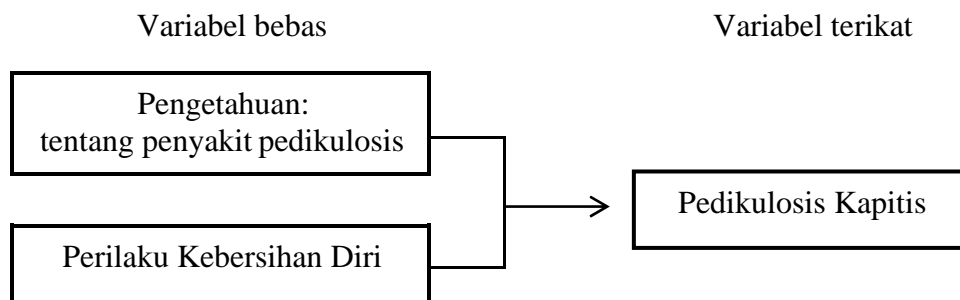 Variabel bebas
Variabel terikat
Pengetahuan:
tentang penyakit pedikulosis
Pedikulosis Kapitis
Perilaku Kebersihan Diri